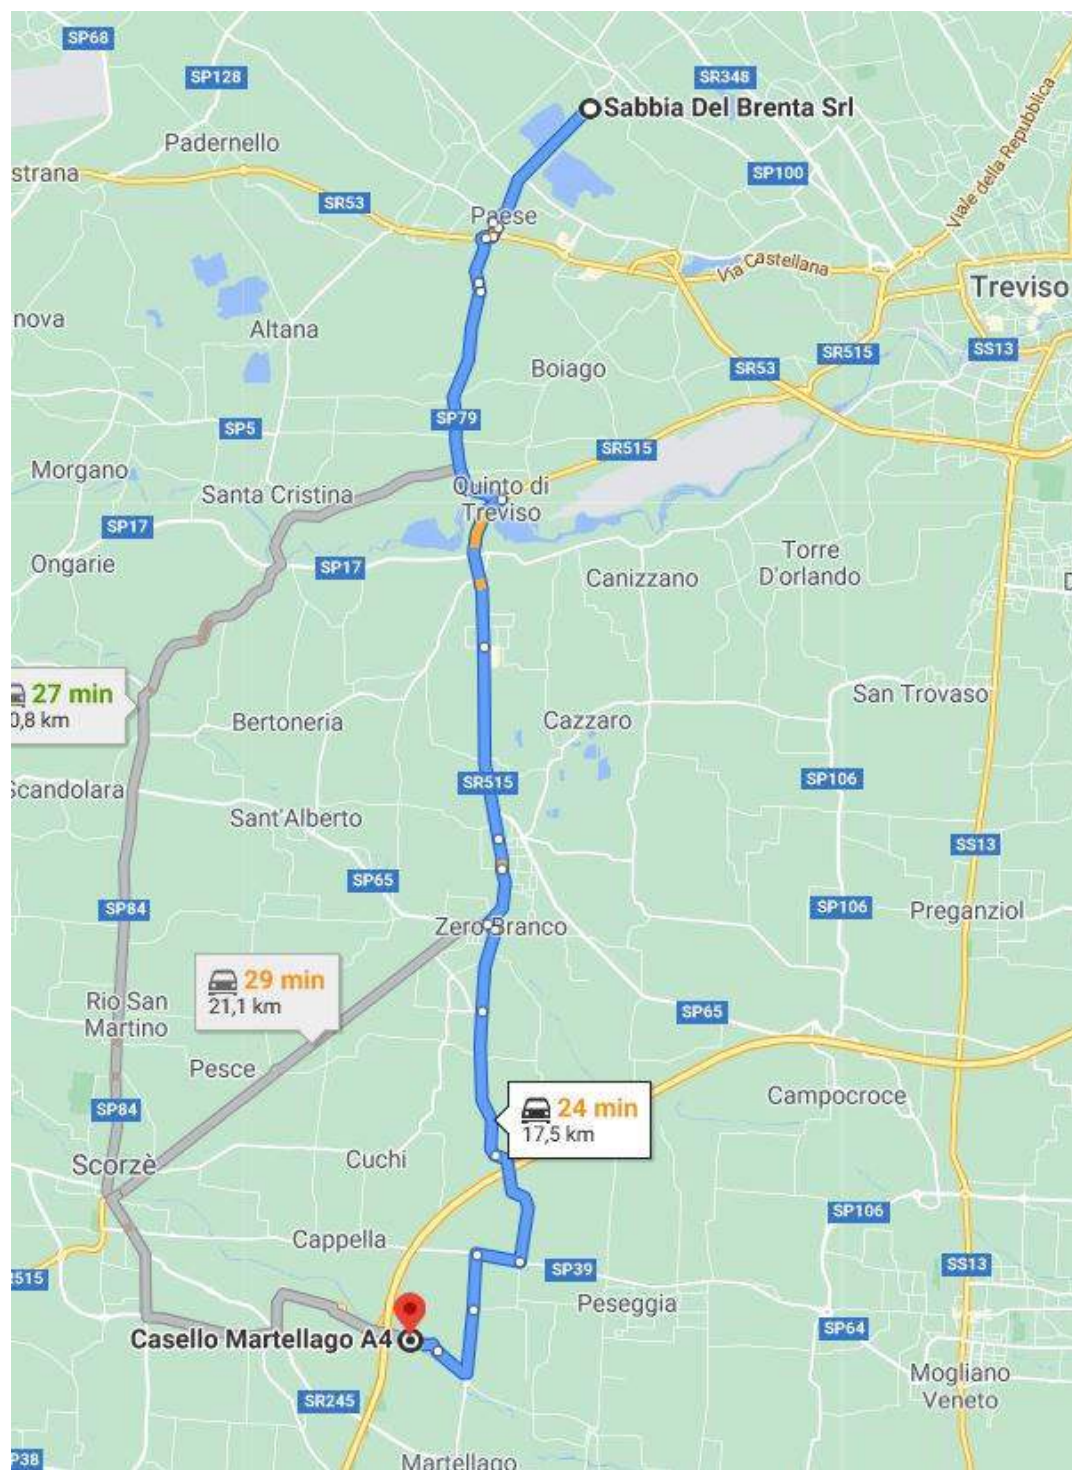 SP68
SP128
SR348
Sabbia Del Brenta Srl
Padernello
SP100
strana
SR53
Paese
Viale della Repubblica
Via Castellana
Treviso
nova
Altana
SS13
SR515
Boiago
SR53
SP79
SP5
SR515
Morgano
Santa Cristina
Quinto di
Treviso
SP17
Ongarie
SP17
Canizzano
Torre
D'orlando
D
27 min
0,8 km
San Trovaso
Bertoneria
Cazzaro
Scandolara
SR515
SP106
Sant'Alberto
SS13
SP65
SP84
SP106
Preganziol
Zero Branco
29 min
21,1 km
Rio San
Martino
SP65
Pesce
Campocroce
SP84
24 min
17,5 km
Scorzè
Cuchi
SP106
Cappella
SP39
SS13
R515
Peseggia
Casello Martellago A4
SP64
Mogliano
Veneto
SR245
P38
Martellago